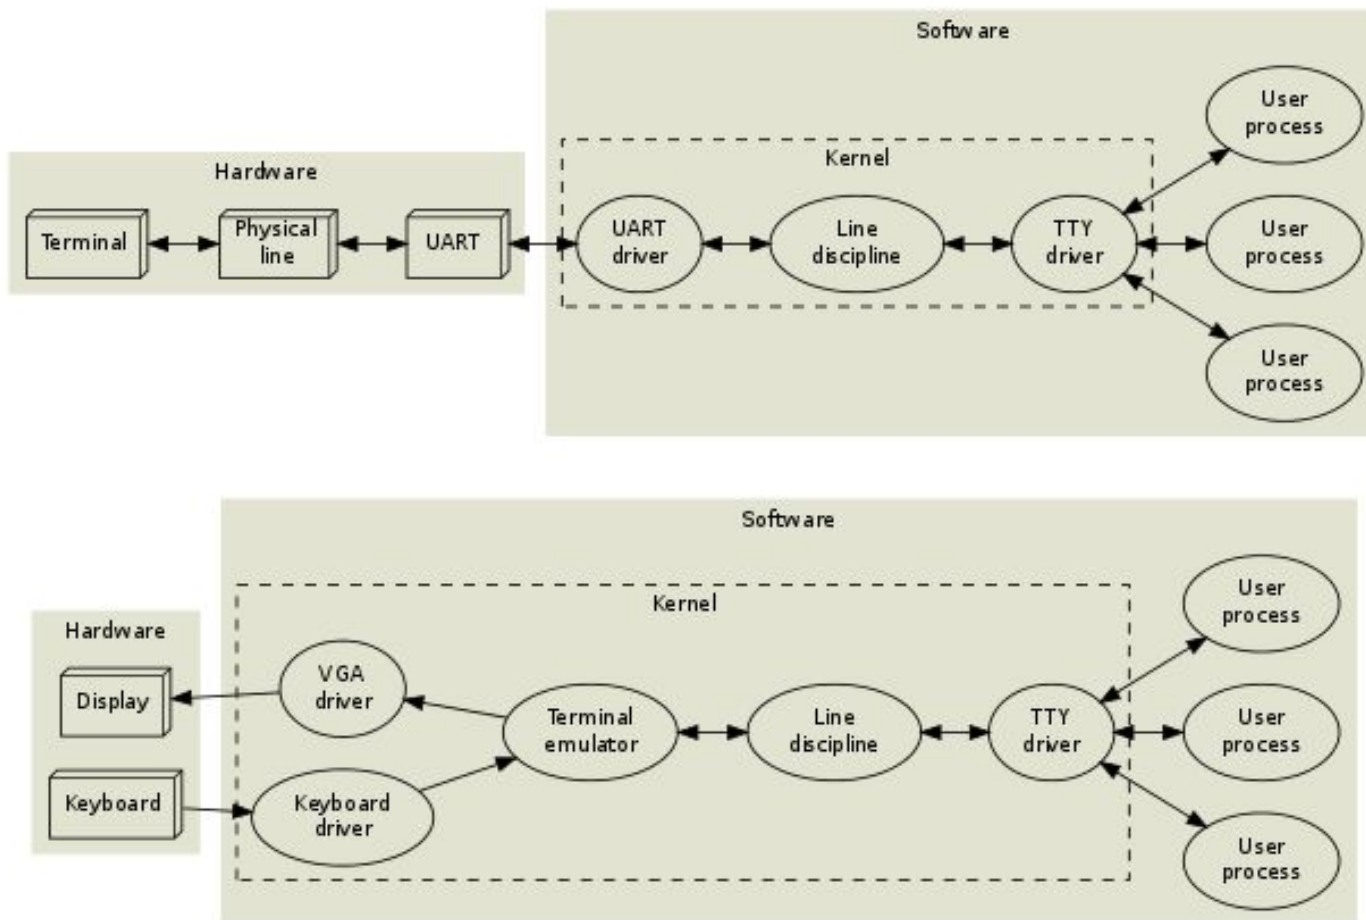 Software
User
process
Kernel
Hardware
Terminal
Physical
line
UART
UART
driver
Line
discipline
TTY
driver
User
process
User
process
Software
User
process
Kernel
Hardware
VGA
driver
Display
Terminal
emulator
Line
discipline
TTY
driver
User
process
Keyboard
Keyboard
driver
User
process